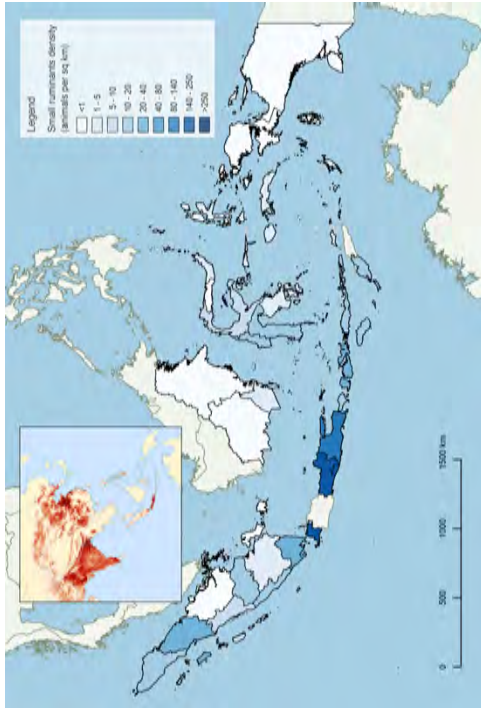 Legend
Small ruminants density
(animals per sq km)
<1
1 - 5
5 - 10
10 - 20
20 - 40
40 - 80
80 - 140
140 - 250
>250
0 500 1000 1500 km